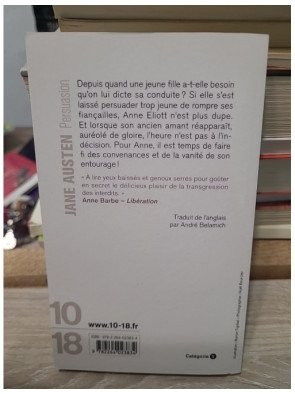 Depuis quand une jeune fille a-t-elle besoin
qu'on lui dicte sa conduite ? Si elle s'est
laissé persuader trop jeune de rompre ses
fiançailles, Anne Eliott n'est plus dupe.
Et lorsque son ancien amant réapparaît,
auréolé de gloire, l'heure n'est pas à l'in-
décision. Pour Anne, il est temps de faire
fi des convenances et de la vanité de son
entourage !
« A lire yeux baissés et genoux serrés pour goûter
en secret le délicieux plaisir de la transgression
des interdits. »
Anne Barbe – Libération
Traduit de l'anglais
par André Belamich
JANE AUSTEN Persuasion
10
18
www.10-18.fr
9 782264 023834
Catégorie 5